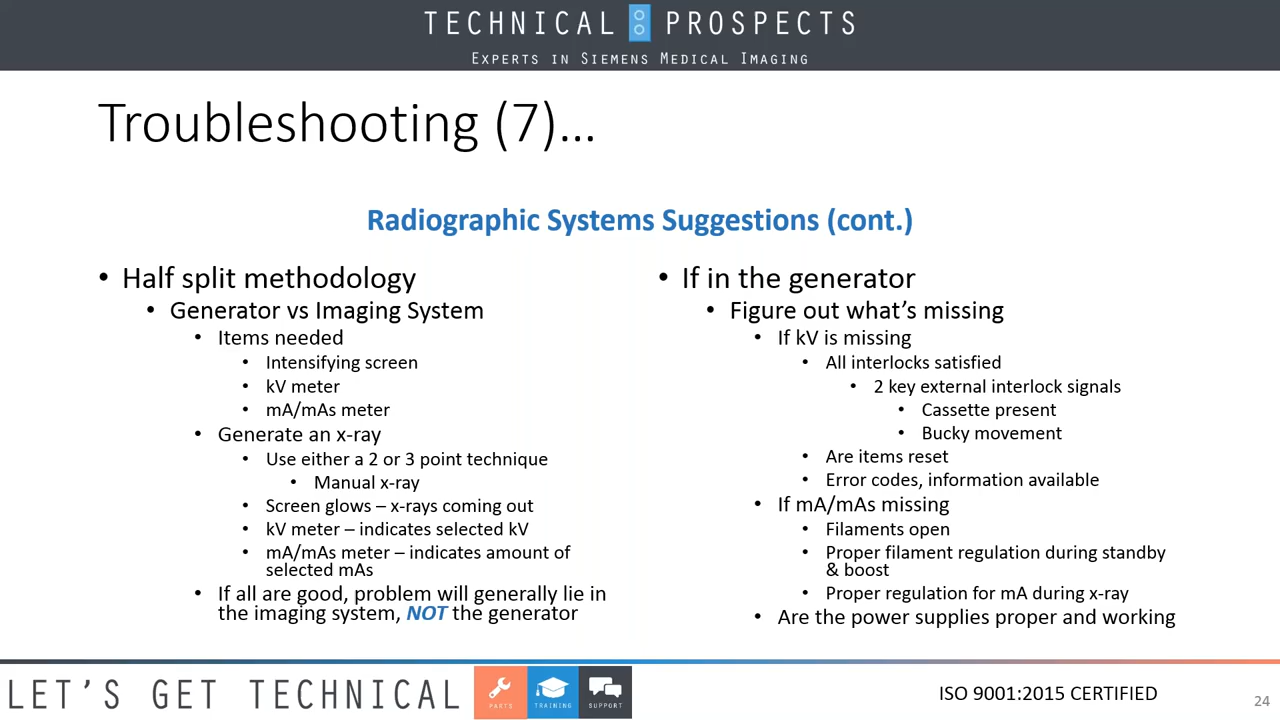 TECHNICAL PROSPECTS
EXPERTS IN SIEMENS MEDICAL IMAGING
Troubleshooting (7)...
Radiographic Systems Suggestions (cont.)
• Half split methodology
• Generator vs Imaging System
• Items needed
• Intensifying screen
• kV meter
• mA/mAs meter
• Generate an x-ray
• Use either a 2 or 3 point technique
• Manual x-ray
• Screen glows – x-rays coming out
• kV meter – indicates selected kV
• mA/mAs meter – indicates amount of
selected mAs
• If all are good, problem will generally lie in
the imaging system, NOT the generator
• If in the generator
• Figure out what’s missing
• If kV is missing
• All interlocks satisfied
• 2 key external interlock signals
• Cassette present
• Bucky movement
• Are items reset
• Error codes, information available
• If mA/mAs missing
• Filaments open
• Proper filament regulation during standby
& boost
• Proper regulation for mA during x-ray
• Are the power supplies proper and working
LET’S GET TECHNICAL
PARTS
TRAINING
SUPPORT
ISO 9001:2015 CERTIFIED
24